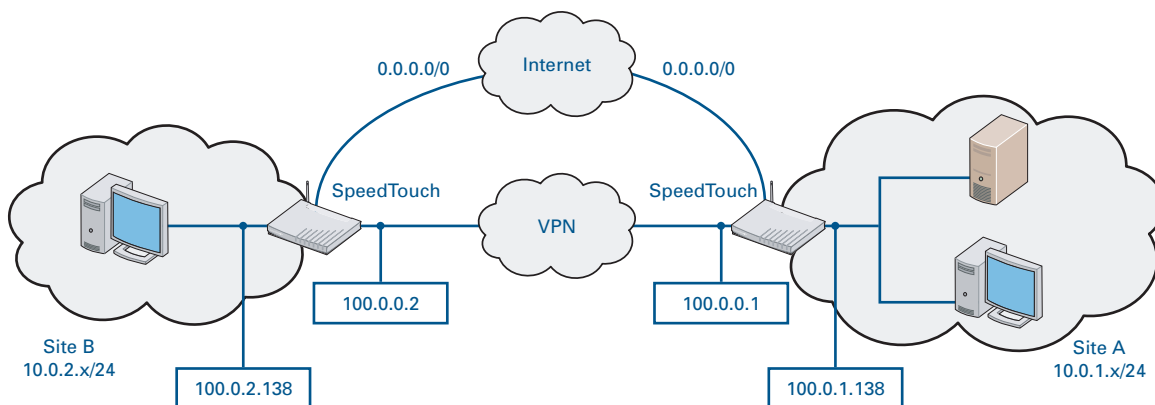 Internet
0.0.0.0/0
0.0.0.0/0
SpeedTouch
SpeedTouch
VPN
100.0.0.2
100.0.0.1
Site B
10.0.2.x/24
Site A
10.0.1.x/24
100.0.2.138
100.0.1.138